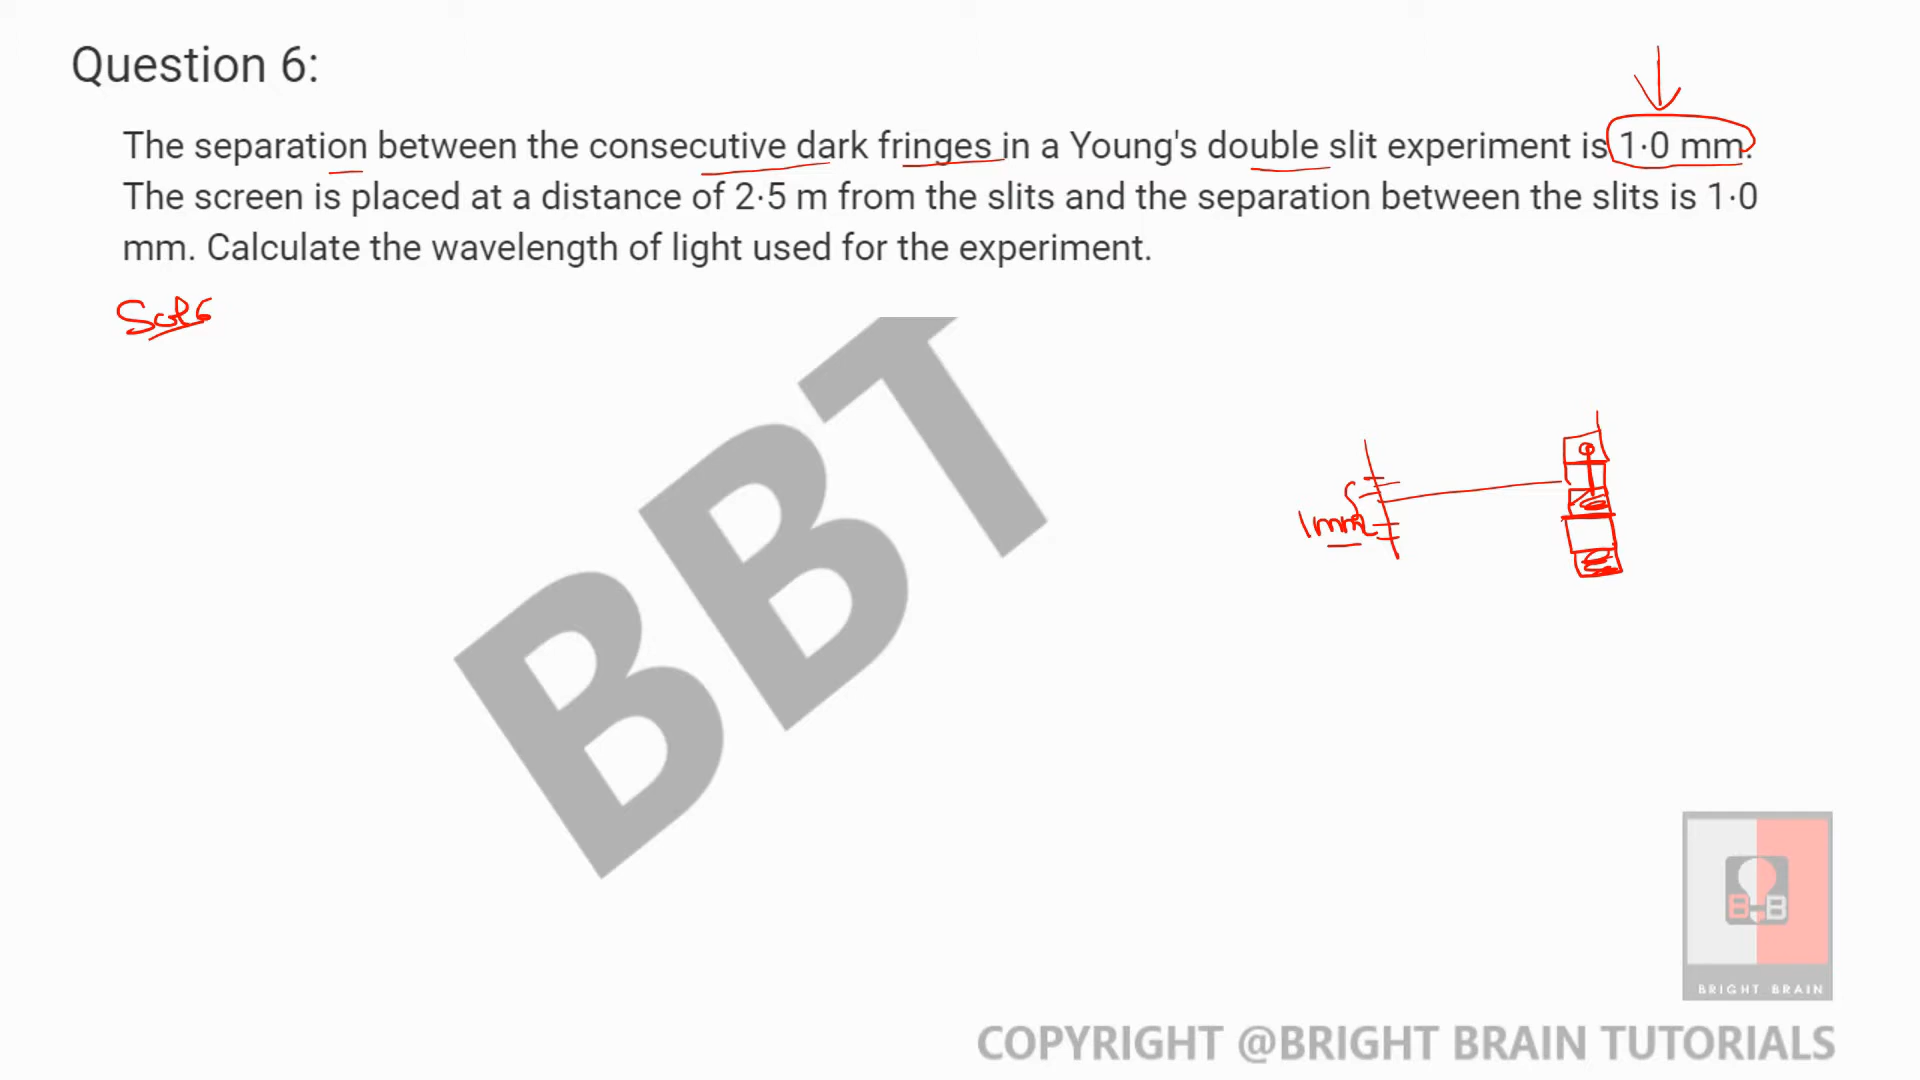 Question 6:
The separation between the consecutive dark fringes in a Young's double slit experiment is 1·0 mm.
The screen is placed at a distance of 2·5 m from the slits and the separation between the slits is 1·0
mm. Calculate the wavelength of light used for the experiment.
Sol 6
1mm
BBT
B B
BRIGHT BRAIN
COPYRIGHT @BRIGHT BRAIN TUTORIALS